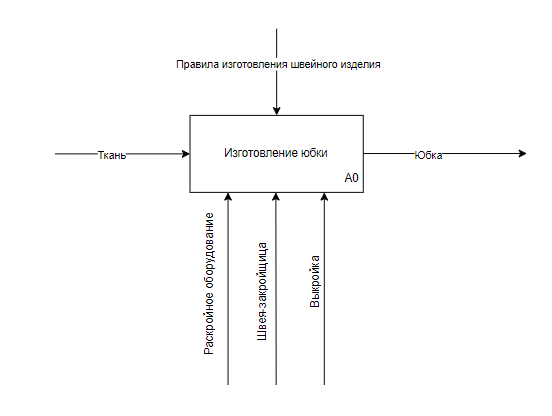 Правила изготовления швейного изделия
Ткань
Изготовление юбки
Юбка
A0
Раскройное оборудование
Швея-закройщица
Выкройка